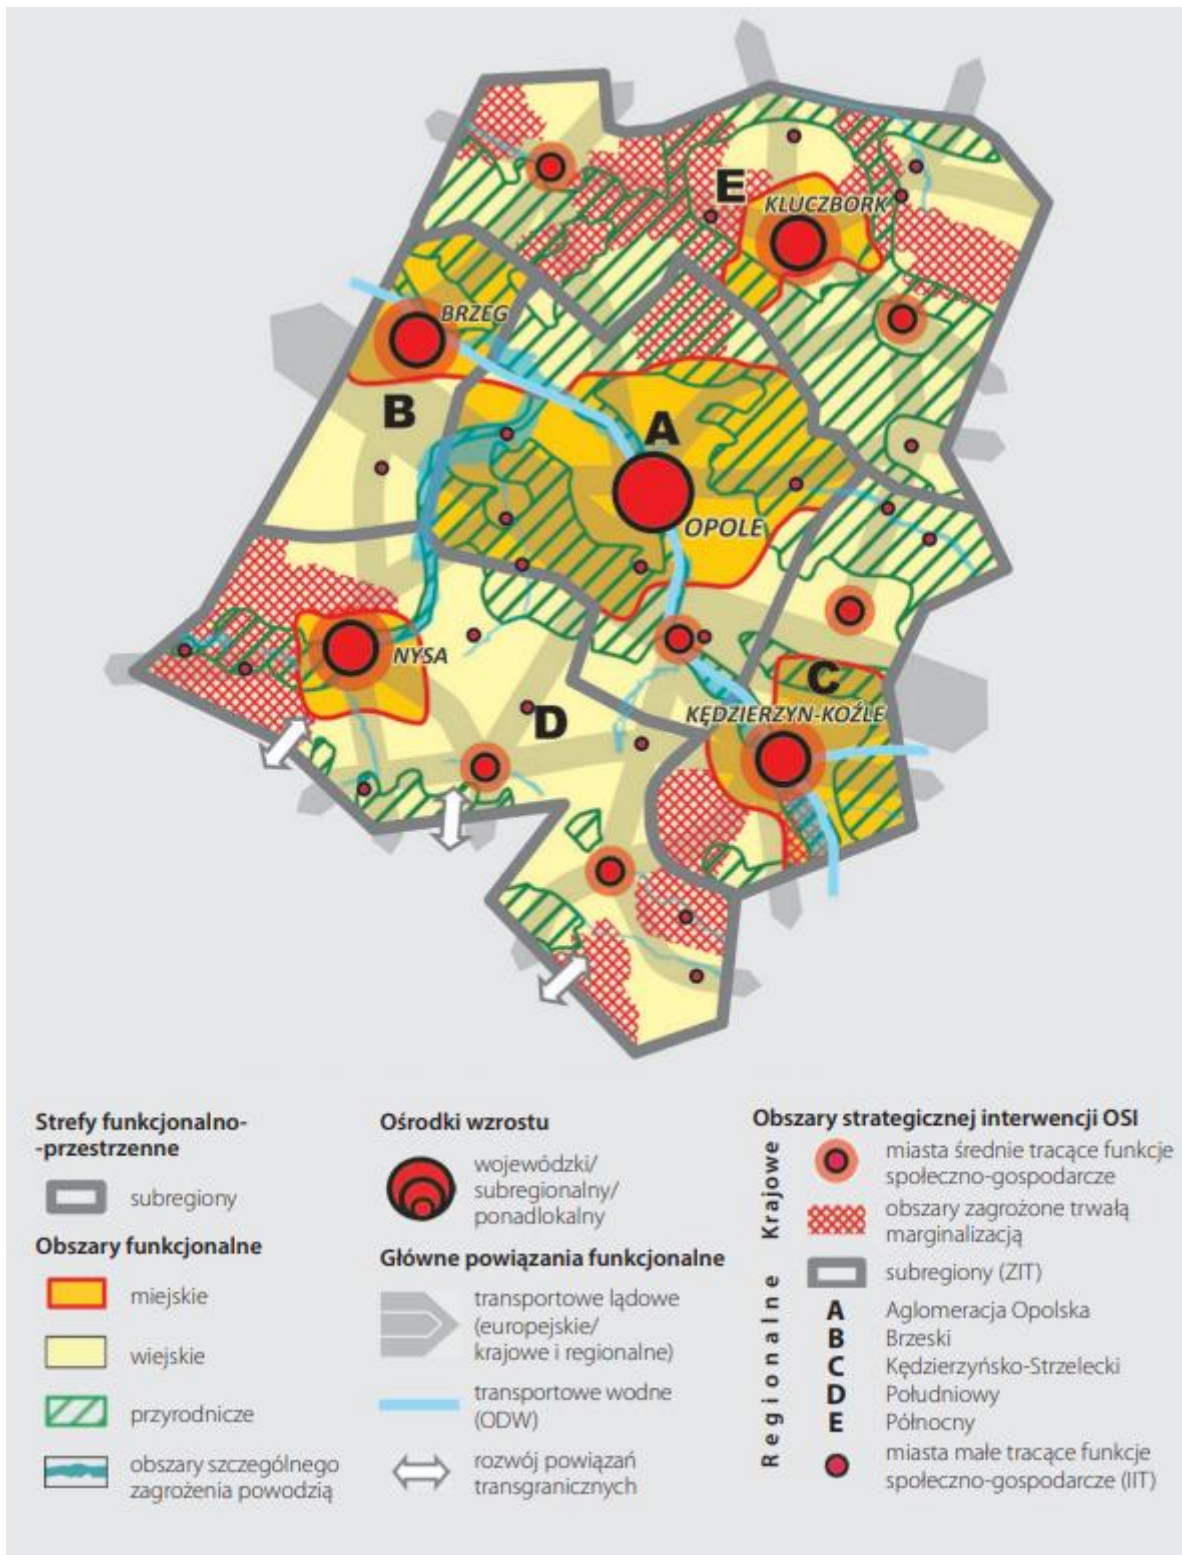 E
KLUCZBORK
BRZEG
B
A
OPOLE
NYSA
C
D
KĘDZIERZYN-KOŹLE
Strefy funkcjonalno-
-przestrzenne
subregiony
Obszary funkcjonalne
miejskie
wiejskie
przyrodnicze
obszary szczególnego
zagrożenia powodzią
Ośrodki wzrostu
wojewódzki/
subregionalny/
ponadlokalny
Główne powiązania funkcjonalne
transportowe lądowe
(europejskie/
krajowe i regionalne)
transportowe wodne
(ODW)
rozwój powiązań
transgranicznych
Obszary strategicznej interwencji OSI
Krajowe
miasta średnie tracące funkcje
społeczno-gospodarcze
obszary zagrożone trwałą
marginalizacją
Regionalne
subregiony (ZIT)
A Aglomeracja Opolska
B Brzeski
C Kędzierzyńsko-Strzelecki
D Południowy
E Północny
miasta małe tracące funkcje
społeczno-gospodarcze (IIT)